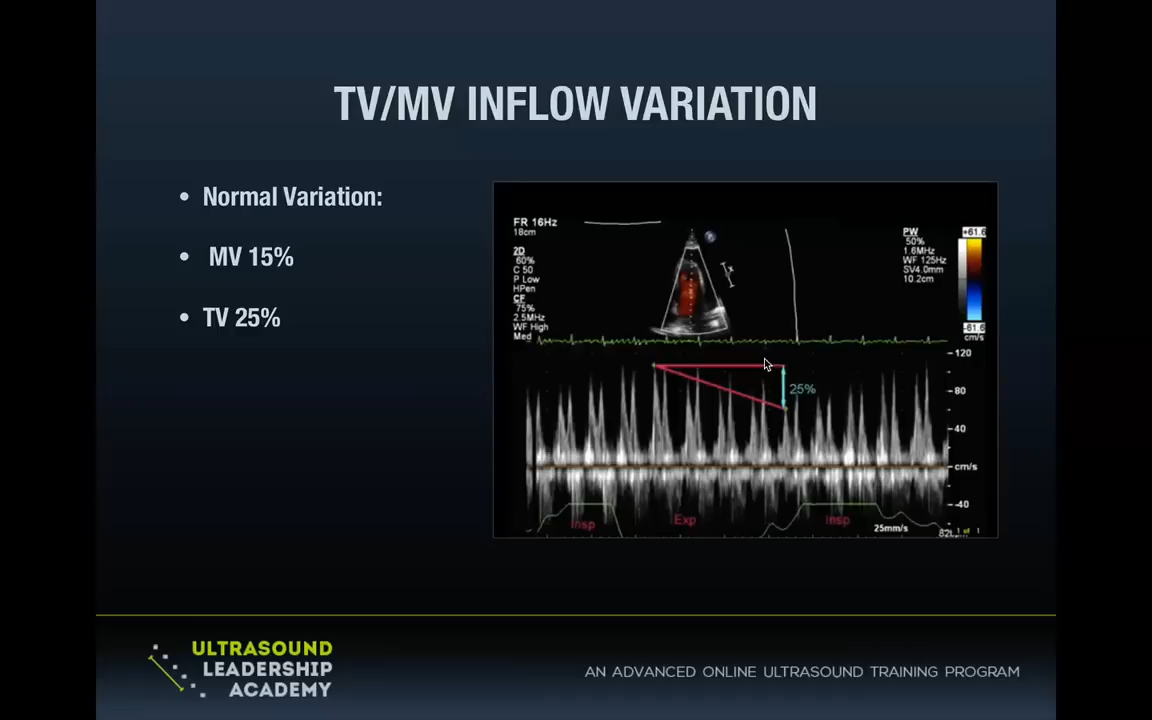 TV/MV INFLOW VARIATION
• Normal Variation:
• MV 15%
• TV 25%
FR 16Hz
18cm
2D
60%
C 50
P Low
HPen
CF
75%
2.5MHz
WF High
Med
PW
50%
1.6MHz
WF 125Hz
SV4.0mm
10.2cm
+61.6
-61.6
cm/s
120
80
40
cm/s
-40
25%
Insp
Exp
Insp
25mm/s
ULTRASOUND
LEADERSHIP
ACADEMY
AN ADVANCED ONLINE ULTRASOUND TRAINING PROGRAM